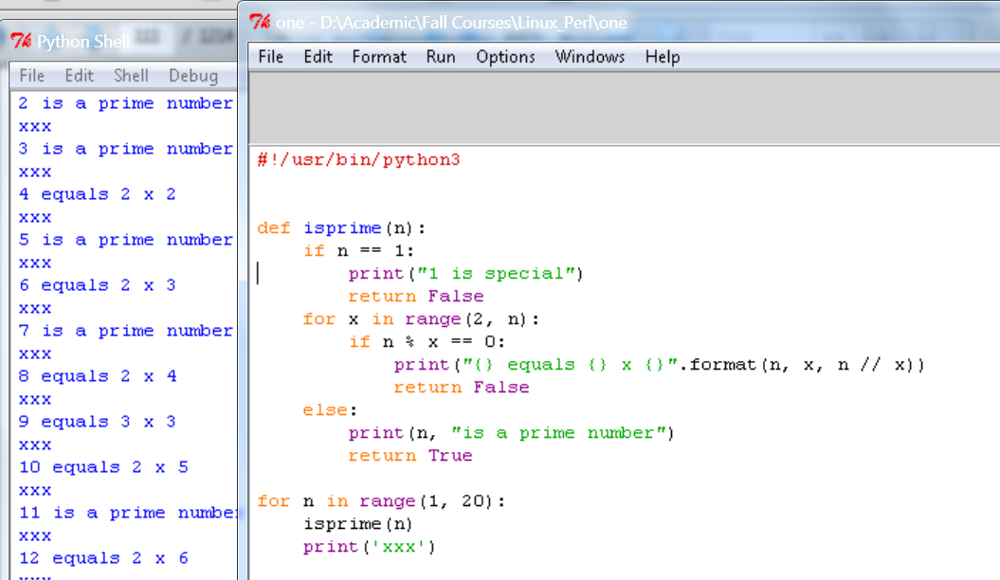 Python Shell
File Edit Shell Debug
2 is a prime number
xxx
3 is a prime number
xxx
4 equals 2 x 2
xxx
5 is a prime number
xxx
6 equals 2 x 3
xxx
7 is a prime number
xxx
8 equals 2 x 4
xxx
9 equals 3 x 3
xxx
10 equals 2 x 5
xxx
11 is a prime number
xxx
12 equals 2 x 6
xxx
one - D:\Academic\Fall Courses\Linux_Perl\one
File Edit Format Run Options Windows Help
#!/usr/bin/python3
def isprime(n):
    if n == 1:
        print("1 is special")
        return False
    for x in range(2, n):
        if n % x == 0:
            print("{} equals {} x {}".format(n, x, n // x))
            return False
    else:
        print(n, "is a prime number")
        return True
for n in range(1, 20):
    isprime(n)
    print('xxx')